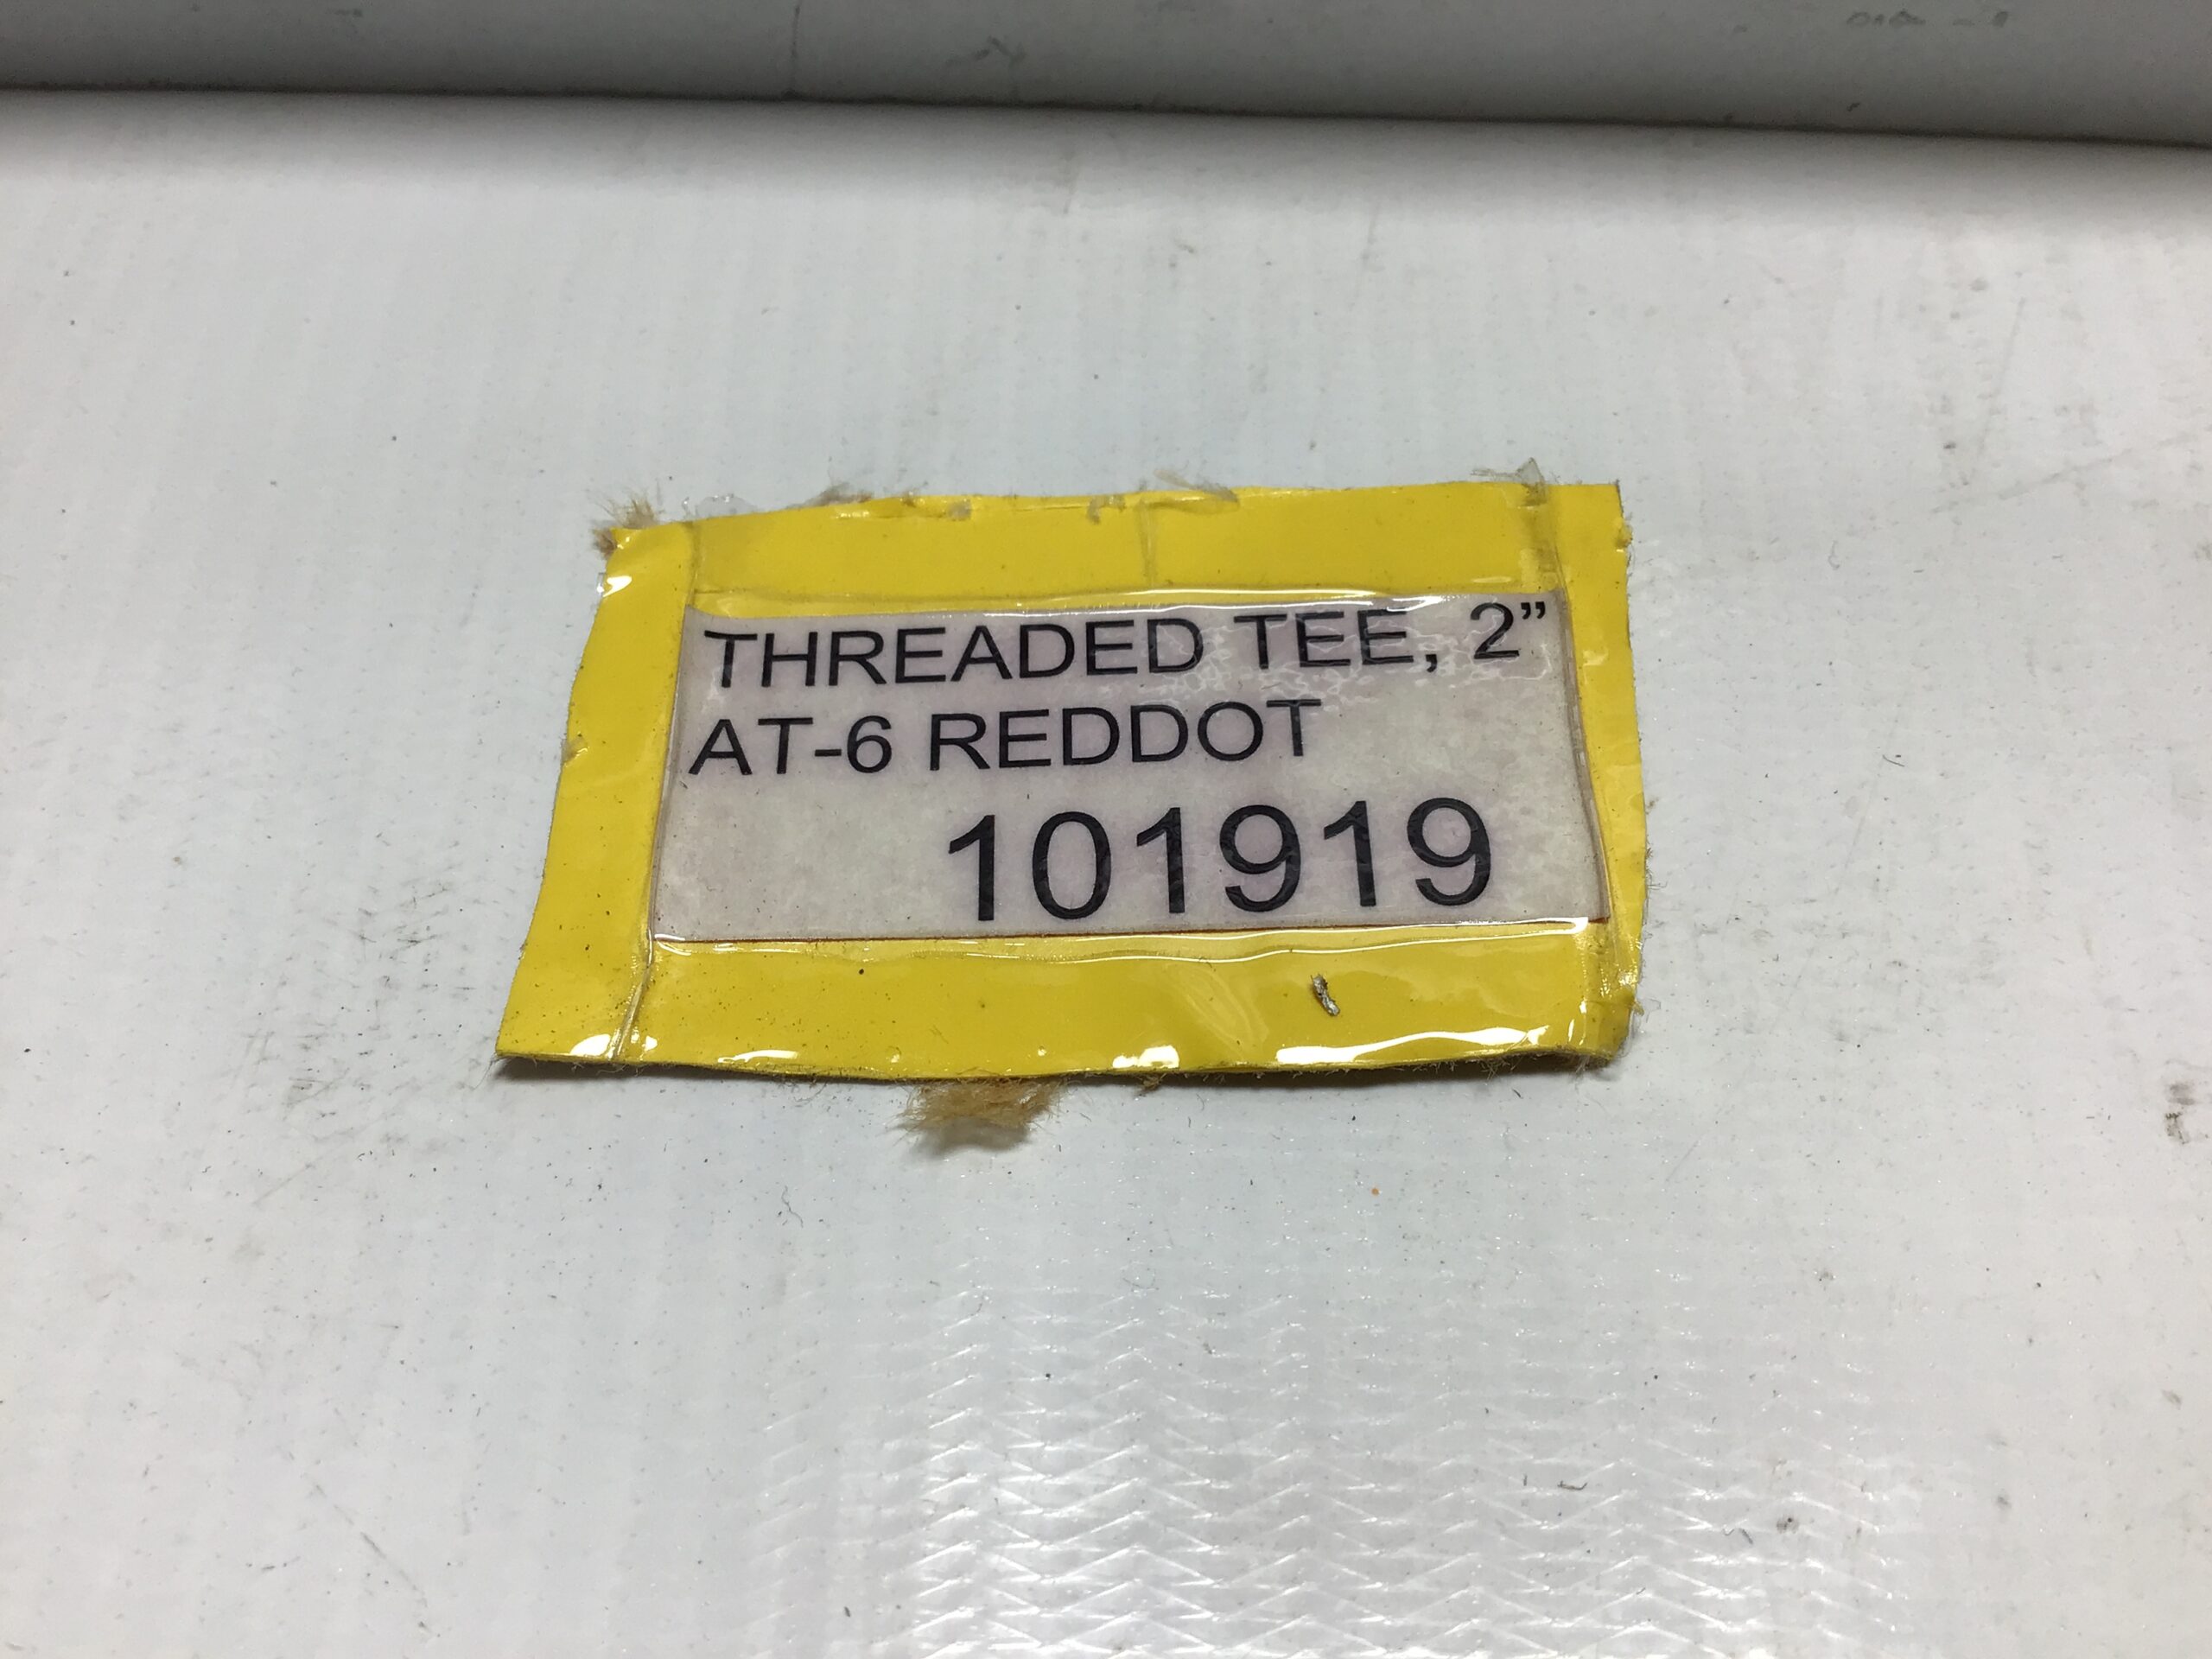 THREADED TEE, 2”
AT-6 REDDOT
101919